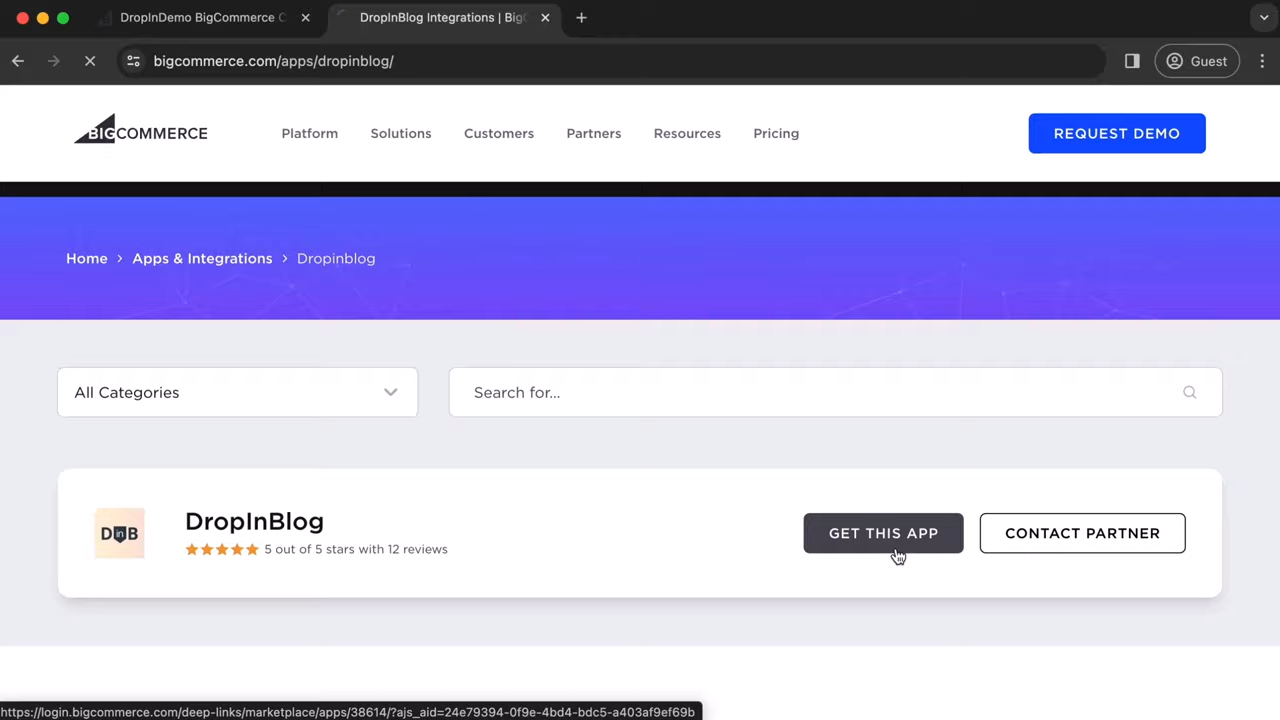 DropInDemo BigCommerce C
DropInBlog Integrations | Big
bigcommerce.com/apps/dropinblog/
Guest
BIGCOMMERCE
Platform
Solutions
Customers
Partners
Resources
Pricing
REQUEST DEMO
Home > Apps & Integrations > Dropinblog
All Categories
Search for...
D in B
DropInBlog
5 out of 5 stars with 12 reviews
GET THIS APP
CONTACT PARTNER
https://login.bigcommerce.com/deep-links/marketplace/apps/38614/?ajs_aid=24e79394-0f9e-4bd4-bdc5-a403af9ef69b